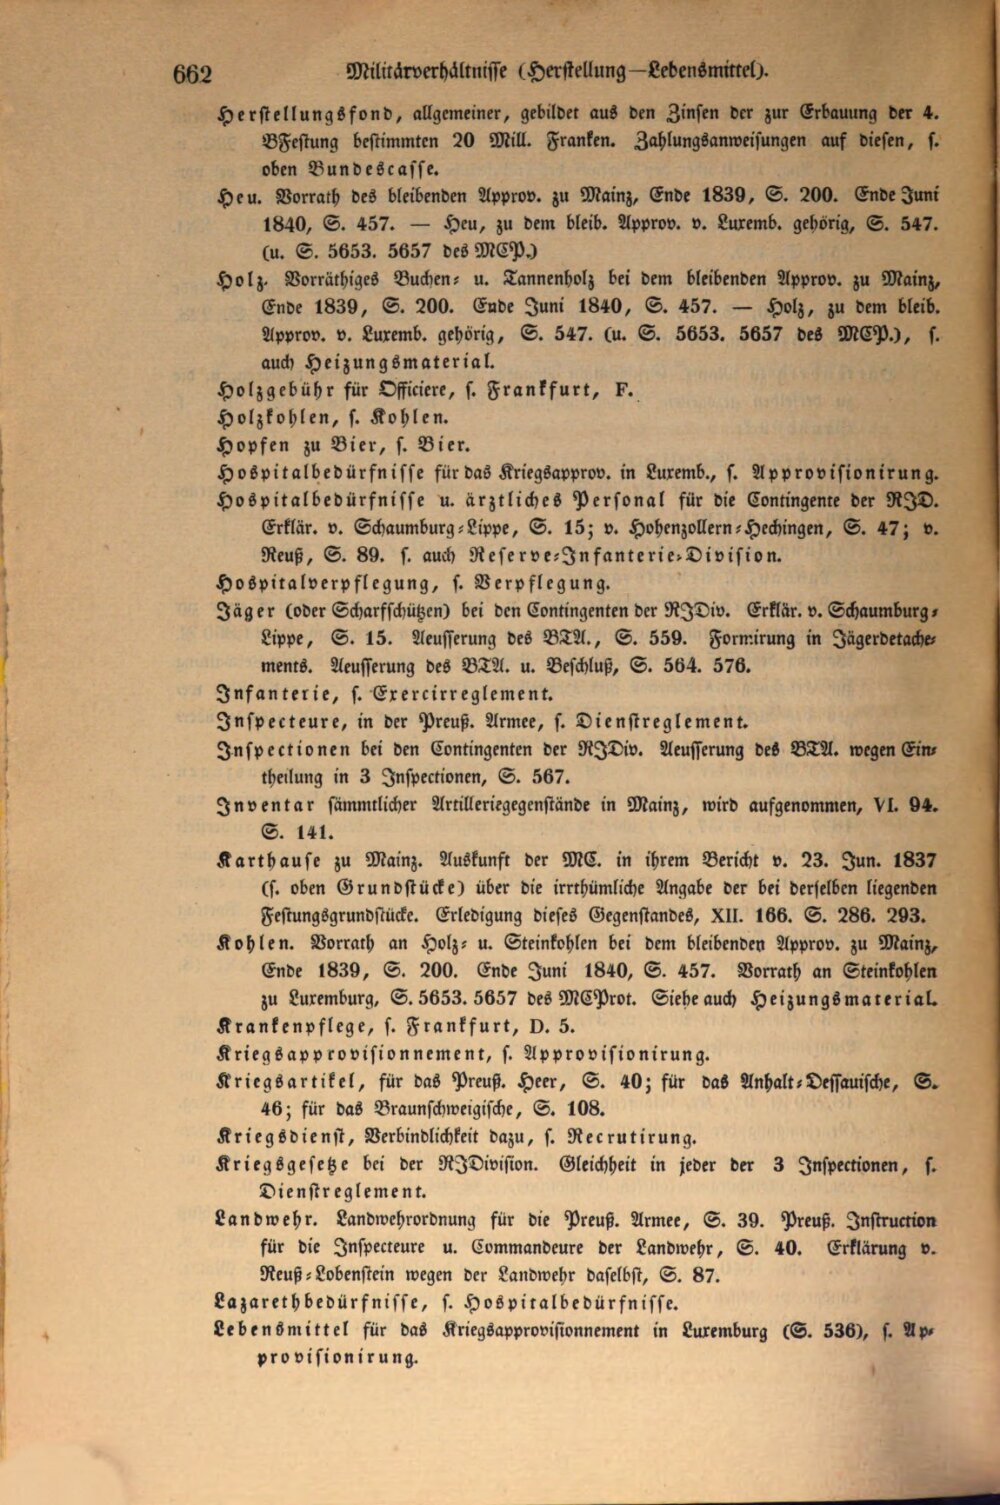 662 Militärverhältnisse (Herstellung—Lebensmittel).
Herstellungsfond, allgemeiner, gebildet aus den Zinsen der zur Erbauung der 4.
BFestung bestimmten 20 Mill. Franken. Zahlungsanweisungen auf diesen, s.
oben Bundescasse.
Heu. Vorrath des bleibenden Approv. zu Mainz, Ende 1839, S. 200. Ende Juni
1840, S. 457. — Heu, zu dem bleib. Approv. v. Luxemb. gehörig, S. 547.
(u. S. 5653. 5657 des MCP.)
Holz. Vorräthiges Buchen- u. Tannenholz bei dem bleibenden Approv. zu Mainz,
Ende 1839, S. 200. Ende Juni 1840, S. 457. — Holz, zu dem bleib.
Approv. v. Luxemb. gehörig, S. 547. (u. S. 5653. 5657 des MCP.), s.
auch Heizungsmaterial.
Holzgebühr für Officiere, s. Frankfurt, F.
Holzkohlen, s. Kohlen.
Hopfen zu Bier, s. Bier.
Hospitalbedürfnisse für das Kriegsapprov. in Luxemb., s. Approvisionirung.
Hospitalbedürfnisse u. ärztliches Personal für die Contingente der RJD.
Erklär. v. Schaumburg-Lippe, S. 15; v. Hohenzollern-Hechingen, S. 47; v.
Reuß, S. 89. s. auch Reserve-Infanterie-Division.
Hospitalverpflegung, s. Verpflegung.
Jäger (oder Scharfschützen) bei den Contingenten der RJDiv. Erklär. v. Schaumburg-
Lippe, S. 15. Aeusserung des BTA., S. 559. Formirung in Jägerdetache-
ments. Aeusserung des BTA. u. Beschluß, S. 564. 576.
Infanterie, s. Exercirreglement.
Inspecteure, in der Preuß. Armee, s. Dienstreglement.
Inspectionen bei den Contingenten der RJDiv. Aeusserung des BTA. wegen Ein-
theilung in 3 Inspectionen, S. 567.
Inventar sämmtlicher Artilleriegegenstände in Mainz, wird aufgenommen, VI. 94.
S. 141.
Karthause zu Mainz. Auskunft der MC. in ihrem Bericht v. 23. Jun. 1837
(s. oben Grundstücke) über die irrthümliche Angabe der bei derselben liegenden
Festungsgrundstücke. Erledigung dieses Gegenstandes, XII. 166. S. 286. 293.
Kohlen. Vorrath an Holz- u. Steinkohlen bei dem bleibenden Approv. zu Mainz,
Ende 1839, S. 200. Ende Juni 1840, S. 457. Vorrath an Steinkohlen
zu Luxemburg, S. 5653. 5657 des MCProt. Siehe auch Heizungsmaterial.
Krankenpflege, s. Frankfurt, D. 5.
Kriegsapprovisionnement, s. Approvisionirung.
Kriegsartikel, für das Preuß. Heer, S. 40; für das Anhalt-Dessauische, S.
46; für das Braunschweigische, S. 108.
Kriegsdienst, Verbindlichkeit dazu, s. Recrutirung.
Kriegsgesetze bei der RJDivision. Gleichheit in jeder der 3 Inspectionen, s.
Dienstreglement.
Landwehr. Landwehrordnung für die Preuß. Armee, S. 39. Preuß. Instruction
für die Inspecteure u. Commandeure der Landwehr, S. 40. Erklärung v.
Reuß-Lobenstein wegen der Landwehr daselbst, S. 87.
Lazarethbedürfnisse, s. Hospitalbedürfnisse.
Lebensmittel für das Kriegsapprovisionnement in Luxemburg (S. 536), s. Ap-
provisionirung.